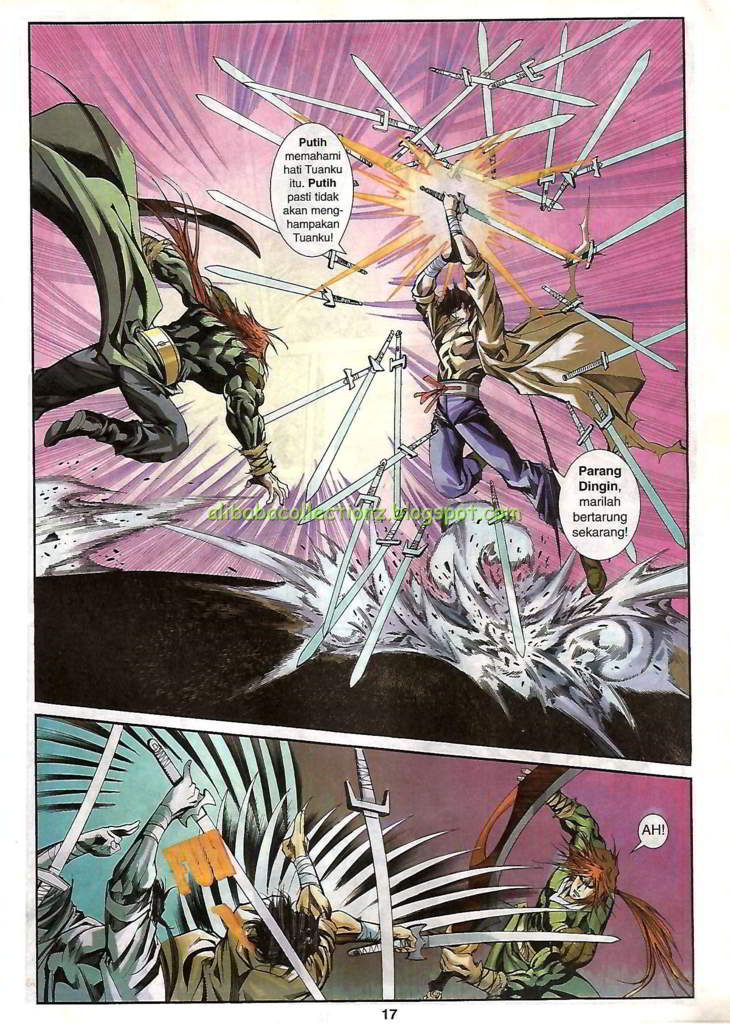 Putih
memahami
hati Tuanku
itu. Putih
pasti tidak
akan meng-
hampakan
Tuanku!
Parang
Dingin,
marilah
bertarung
sekarang!
alibabacollectionz.blogspot.com
AH!
17